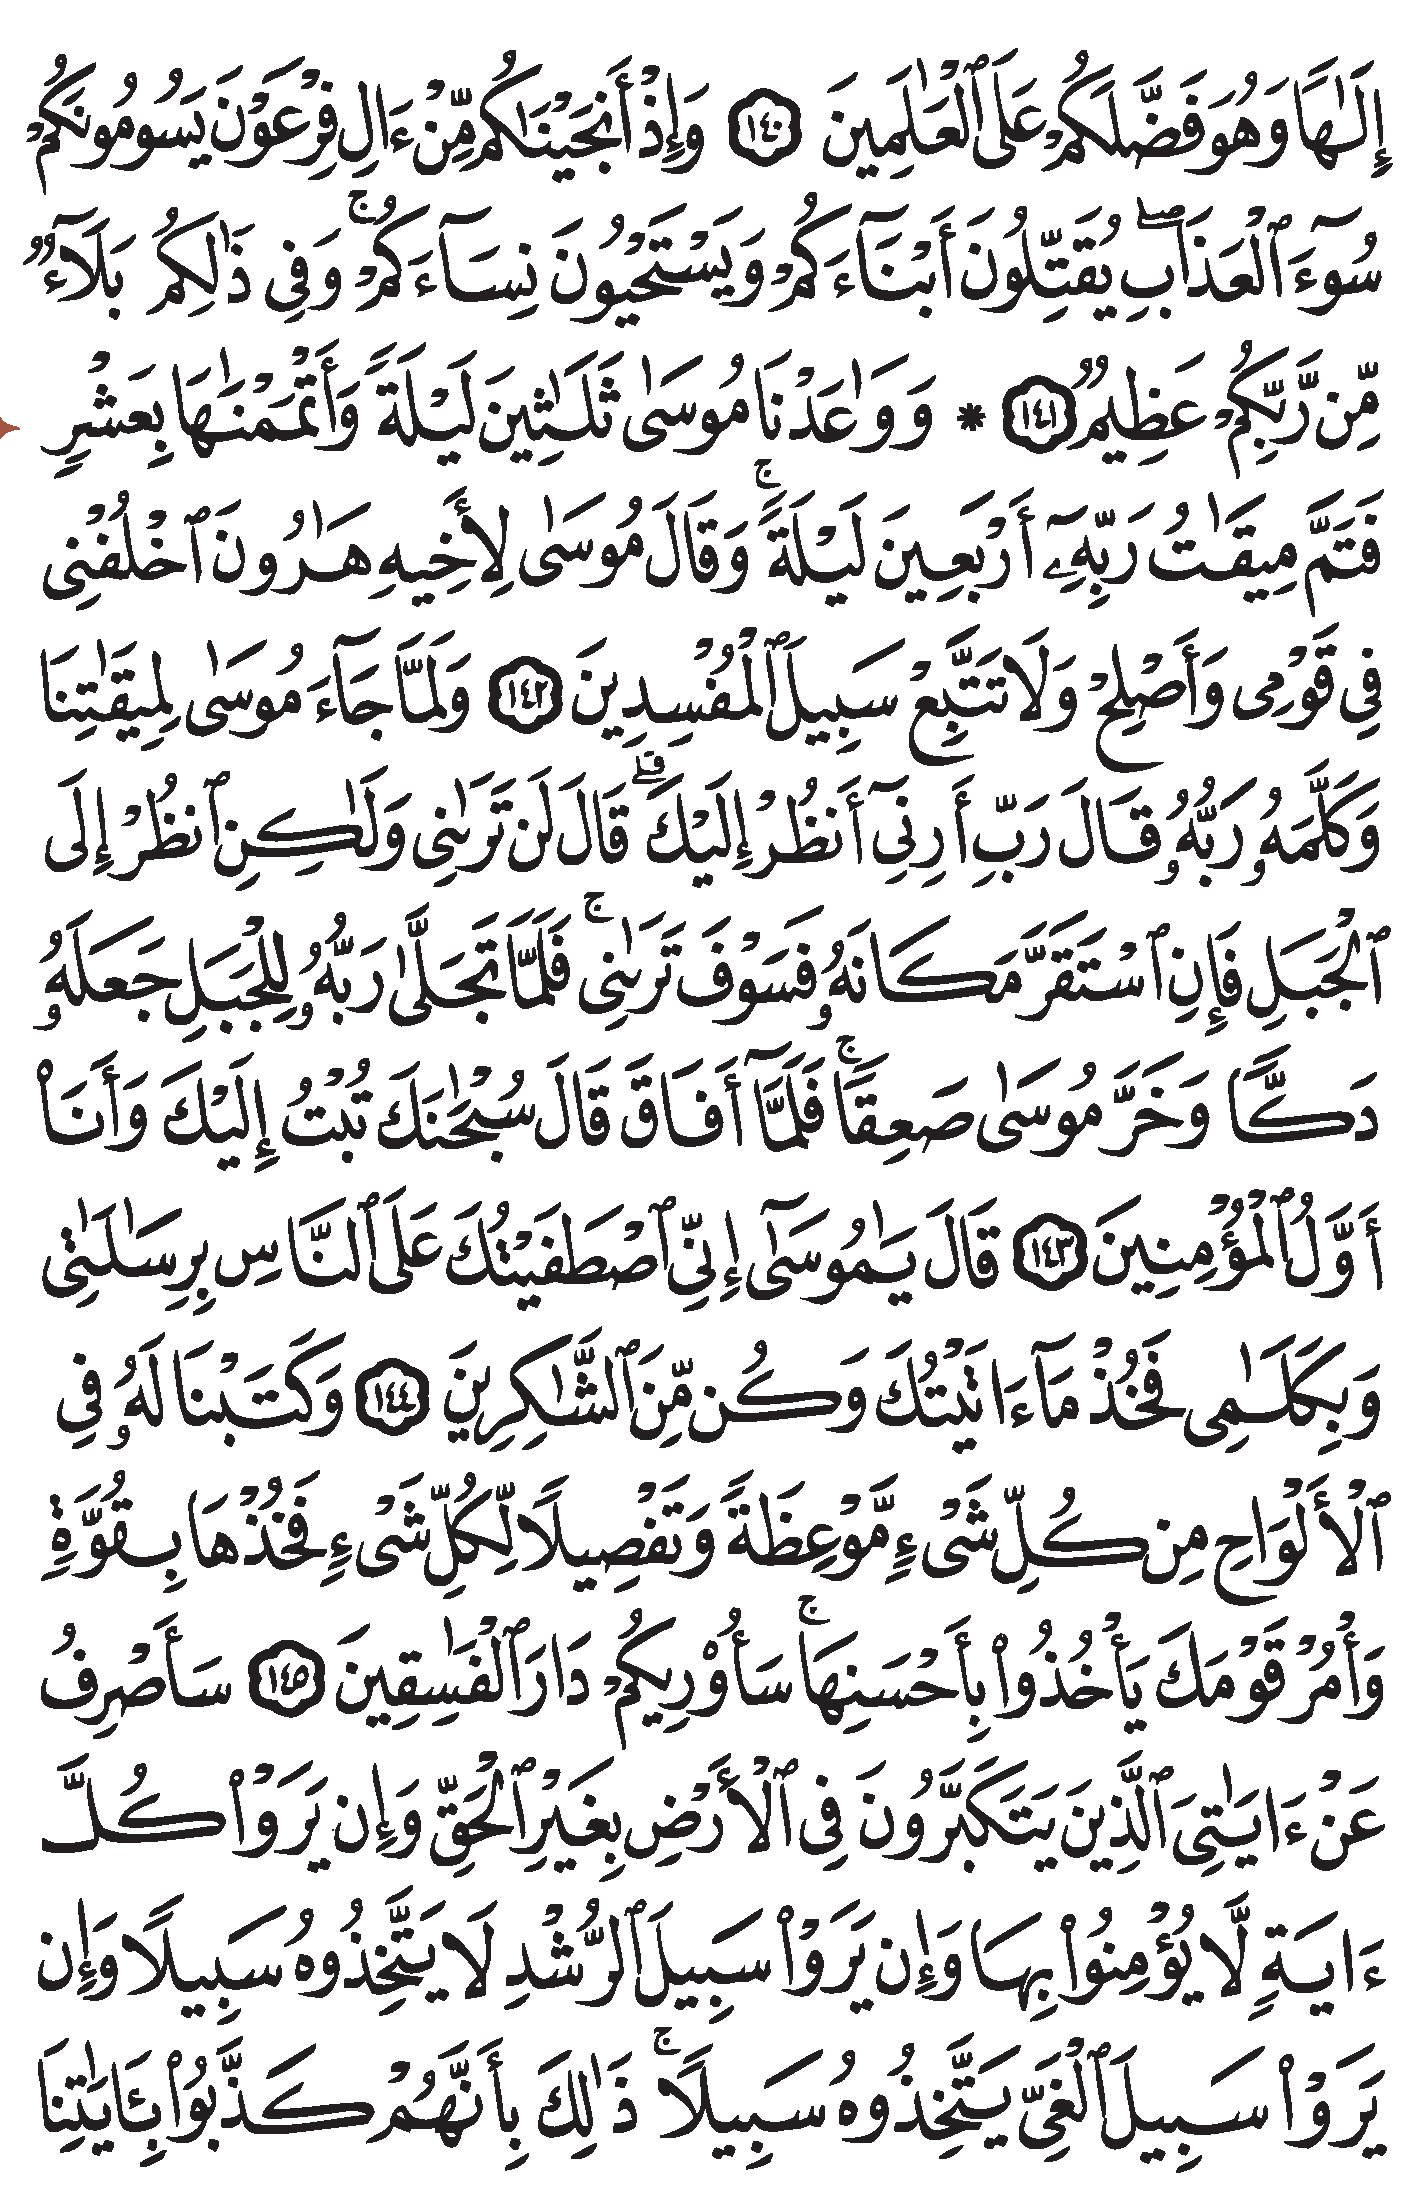 إِلَـٰهًا وَهُوَ فَضَّلَكُمْ عَلَى ٱلْعَـٰلَمِينَ ١٤٠ وَإِذْ أَنجَيْنَـٰكُم مِّنْ ءَالِ فِرْعَوْنَ يَسُومُونَكُمْ
سُوٓءَ ٱلْعَذَابِ ۖ يُقَتِّلُونَ أَبْنَآءَكُمْ وَيَسْتَحْيُونَ نِسَآءَكُمْ ۚ وَفِى ذَٰلِكُم بَلَآءٌ
مِّن رَّبِّكُمْ عَظِيمٌ ١٤١ * وَوَٰعَدْنَا مُوسَىٰ ثَلَـٰثِينَ لَيْلَةً وَأَتْمَمْنَـٰهَا بِعَشْرٍ
فَتَمَّ مِيقَـٰتُ رَبِّهِۦٓ أَرْبَعِينَ لَيْلَةً ۚ وَقَالَ مُوسَىٰ لِأَخِيهِ هَـٰرُونَ ٱخْلُفْنِى
فِى قَوْمِى وَأَصْلِحْ وَلَا تَتَّبِعْ سَبِيلَ ٱلْمُفْسِدِينَ ١٤٢ وَلَمَّا جَآءَ مُوسَىٰ لِمِيقَـٰتِنَا
وَكَلَّمَهُۥ رَبُّهُۥ قَالَ رَبِّ أَرِنِىٓ أَنظُرْ إِلَيْكَ ۚ قَالَ لَن تَرَىٰنِى وَلَـٰكِنِ ٱنظُرْ إِلَى
ٱلْجَبَلِ فَإِنِ ٱسْتَقَرَّ مَكَانَهُۥ فَسَوْفَ تَرَىٰنِى ۚ فَلَمَّا تَجَلَّىٰ رَبُّهُۥ لِلْجَبَلِ جَعَلَهُۥ
دَكًّا وَخَرَّ مُوسَىٰ صَعِقًا ۚ فَلَمَّآ أَفَاقَ قَالَ سُبْحَـٰنَكَ تُبْتُ إِلَيْكَ وَأَنَا۠
أَوَّلُ ٱلْمُؤْمِنِينَ ١٤٣ قَالَ يَـٰمُوسَىٰٓ إِنِّى ٱصْطَفَيْتُكَ عَلَى ٱلنَّاسِ بِرِسَـٰلَـٰتِى
وَبِكَلَـٰمِى فَخُذْ مَآ ءَاتَيْتُكَ وَكُن مِّنَ ٱلشَّـٰكِرِينَ ١٤٤ وَكَتَبْنَا لَهُۥ فِى
ٱلْأَلْوَاحِ مِن كُلِّ شَىْءٍ مَّوْعِظَةً وَتَفْصِيلًا لِّكُلِّ شَىْءٍ فَخُذْهَا بِقُوَّةٍ
وَأْمُرْ قَوْمَكَ يَأْخُذُوا۟ بِأَحْسَنِهَا ۚ سَأُو۟رِيكُمْ دَارَ ٱلْفَـٰسِقِينَ ١٤٥ سَأَصْرِفُ
عَنْ ءَايَـٰتِىَ ٱلَّذِينَ يَتَكَبَّرُونَ فِى ٱلْأَرْضِ بِغَيْرِ ٱلْحَقِّ وَإِن يَرَوْا۟ كُلَّ
ءَايَةٍ لَّا يُؤْمِنُوا۟ بِهَا وَإِن يَرَوْا۟ سَبِيلَ ٱلرُّشْدِ لَا يَتَّخِذُوهُ سَبِيلًا وَإِن
يَرَوْا۟ سَبِيلَ ٱلْغَىِّ يَتَّخِذُوهُ سَبِيلًا ۚ ذَٰلِكَ بِأَنَّهُمْ كَذَّبُوا۟ بِـَٔايَـٰتِنَا